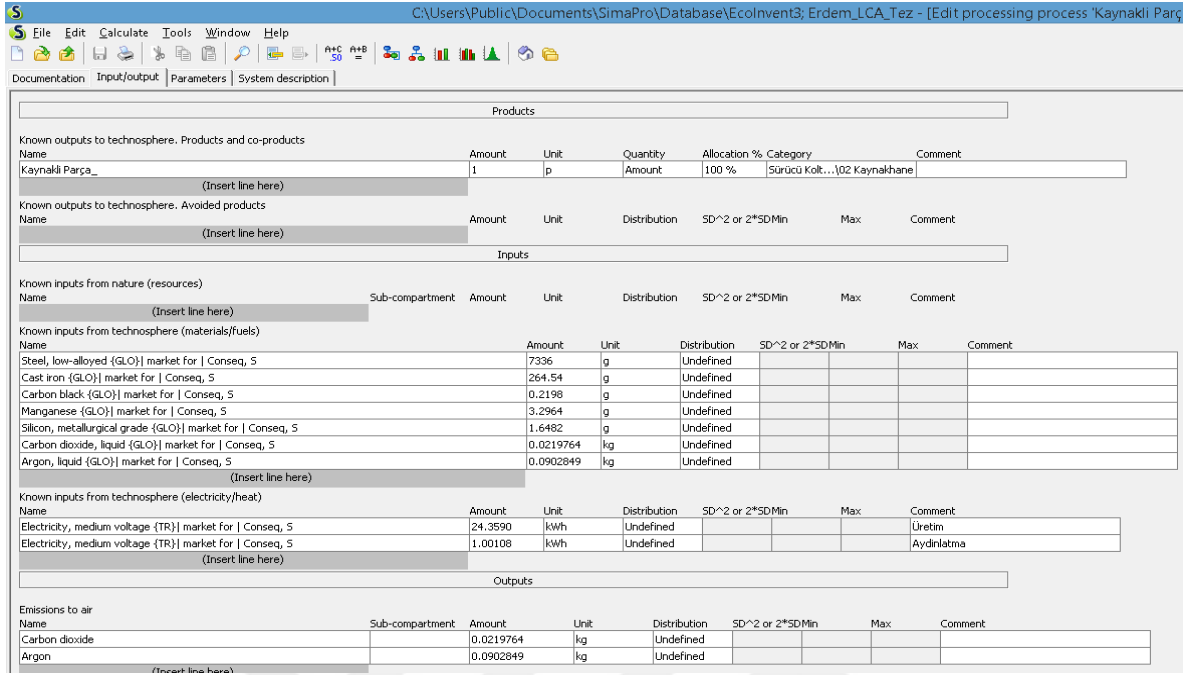 C:\Users\Public\Documents\SimaPro\Database\EcoInvent3; Erdem_LCA_Tez - [Edit processing process 'Kaynakli Parç
File Edit Calculate Tools Window Help
A+C .50 A+B =
Documentation Input/output Parameters System description
Products
Known outputs to technosphere. Products and co-products
Name Amount Unit Quantity Allocation % Category Comment
Kaynakli Parça_ 1 p Amount 100 % Sürücü Kolt...\02 Kaynakhane
(Insert line here)
Known outputs to technosphere. Avoided products
Name Amount Unit Distribution SD^2 or 2*SDMin Max Comment
(Insert line here)
Inputs
Known inputs from nature (resources)
Name Sub-compartment Amount Unit Distribution SD^2 or 2*SDMin Max Comment
(Insert line here)
Known inputs from technosphere (materials/fuels)
Name Amount Unit Distribution SD^2 or 2*SDMin Max Comment
Steel, low-alloyed {GLO}| market for | Conseq, S 7336 g Undefined
Cast iron {GLO}| market for | Conseq, S 264.54 g Undefined
Carbon black {GLO}| market for | Conseq, S 0.2198 g Undefined
Manganese {GLO}| market for | Conseq, S 3.2964 g Undefined
Silicon, metallurgical grade {GLO}| market for | Conseq, S 1.6482 g Undefined
Carbon dioxide, liquid {GLO}| market for | Conseq, S 0.0219764 kg Undefined
Argon, liquid {GLO}| market for | Conseq, S 0.0902849 kg Undefined
(Insert line here)
Known inputs from technosphere (electricity/heat)
Name Amount Unit Distribution SD^2 or 2*SDMin Max Comment
Electricity, medium voltage {TR}| market for | Conseq, S 24.3590 kWh Undefined Üretim
Electricity, medium voltage {TR}| market for | Conseq, S 1.00108 kWh Undefined Aydinlatma
(Insert line here)
Outputs
Emissions to air
Name Sub-compartment Amount Unit Distribution SD^2 or 2*SDMin Max Comment
Carbon dioxide 0.0219764 kg Undefined
Argon 0.0902849 kg Undefined
(Insert line here)